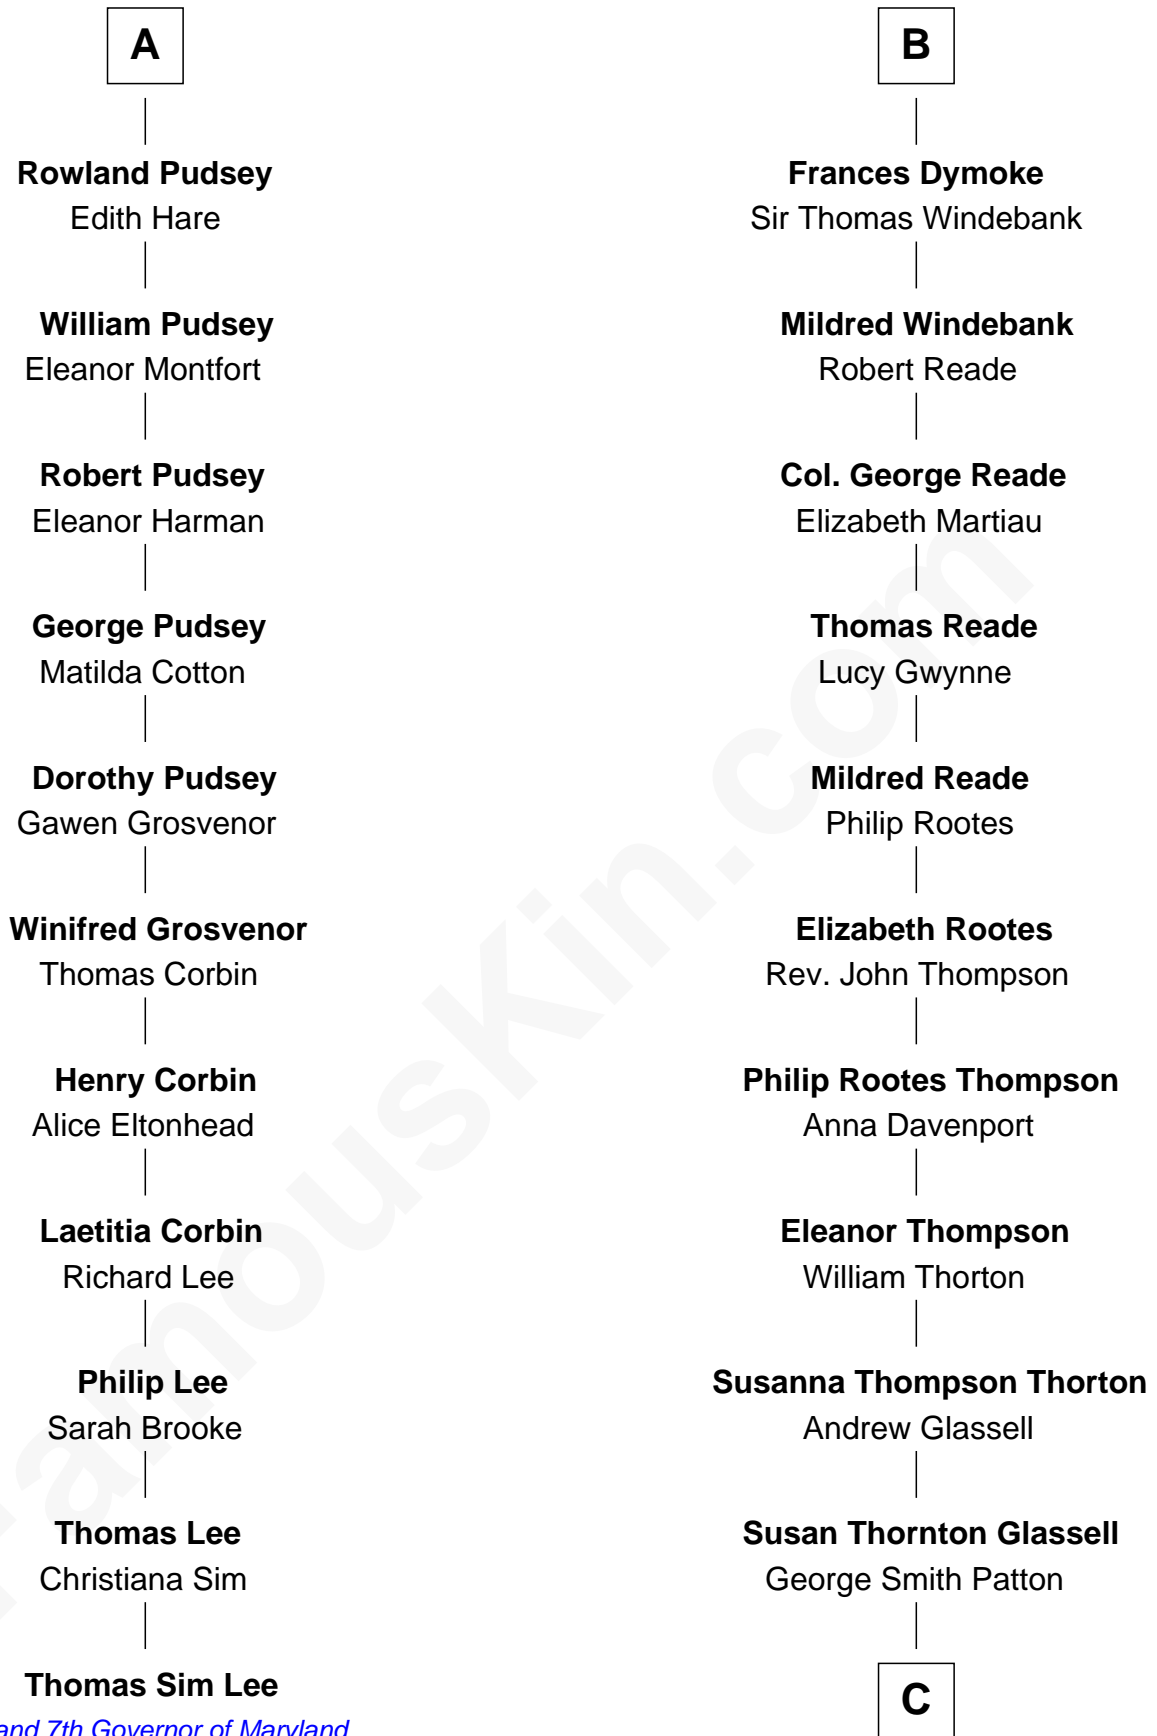 A
Rowland Pudsey
Edith Hare
William Pudsey
Eleanor Montfort
Robert Pudsey
Eleanor Harman
George Pudsey
Matilda Cotton
Dorothy Pudsey
Gawen Grosvenor
Winifred Grosvenor
Thomas Corbin
Henry Corbin
Alice Eltonhead
Laetitia Corbin
Richard Lee
Philip Lee
Sarah Brooke
Thomas Lee
Christiana Sim
Thomas Sim Lee
and 7th Governor of Maryland
B
Frances Dymoke
Sir Thomas Windebank
Mildred Windebank
Robert Reade
Col. George Reade
Elizabeth Martiau
Thomas Reade
Lucy Gwynne
Mildred Reade
Philip Rootes
Elizabeth Rootes
Rev. John Thompson
Philip Rootes Thompson
Anna Davenport
Eleanor Thompson
William Thorton
Susanna Thompson Thorton
Andrew Glassell
Susan Thornton Glassell
George Smith Patton
C
FamousKin.com